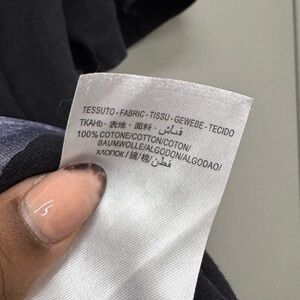 TESSUTO - FABRIC - TISSU - GEWEBE - TECIDO
ТКАНЬ - 表地 - 面料 - قماش
100% COTONE/COTTON/COTON/
BAUMWOLLE/ALGODON/ALGODAO/
ХЛОПОК/綿/棉/قطن